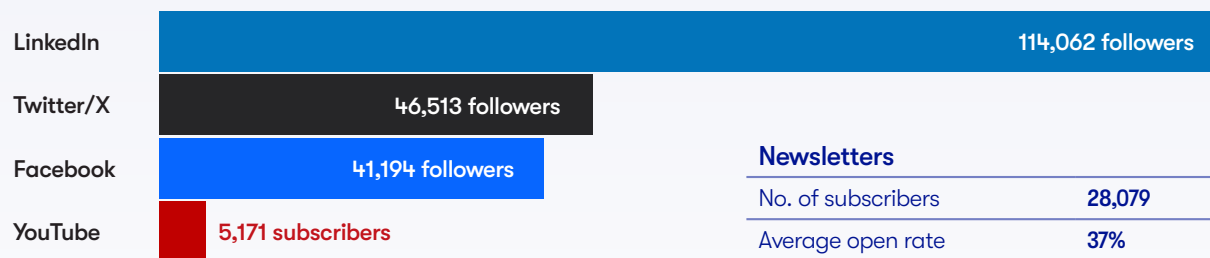 LinkedIn 114,062 followers
Twitter/X 46,513 followers
Facebook 41,194 followers
YouTube 5,171 subscribers
Newsletters
No. of subscribers 28,079
Average open rate 37%